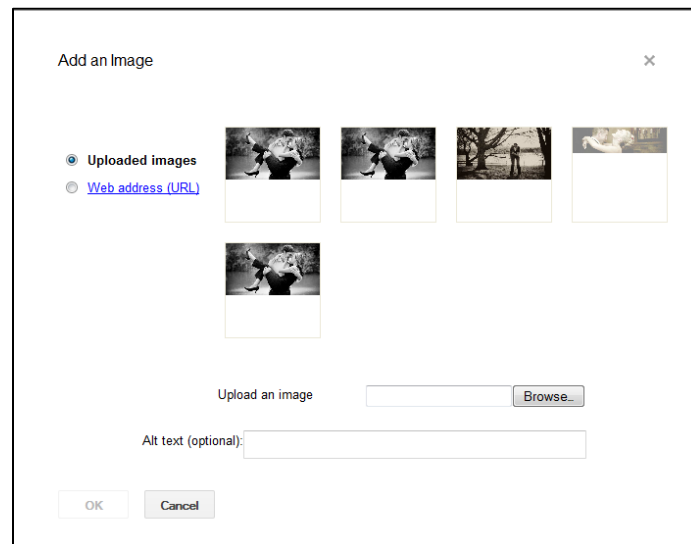 Add an Image
×
Uploaded images
Web address (URL)
Upload an image
Browse...
Alt text (optional):
OK
Cancel